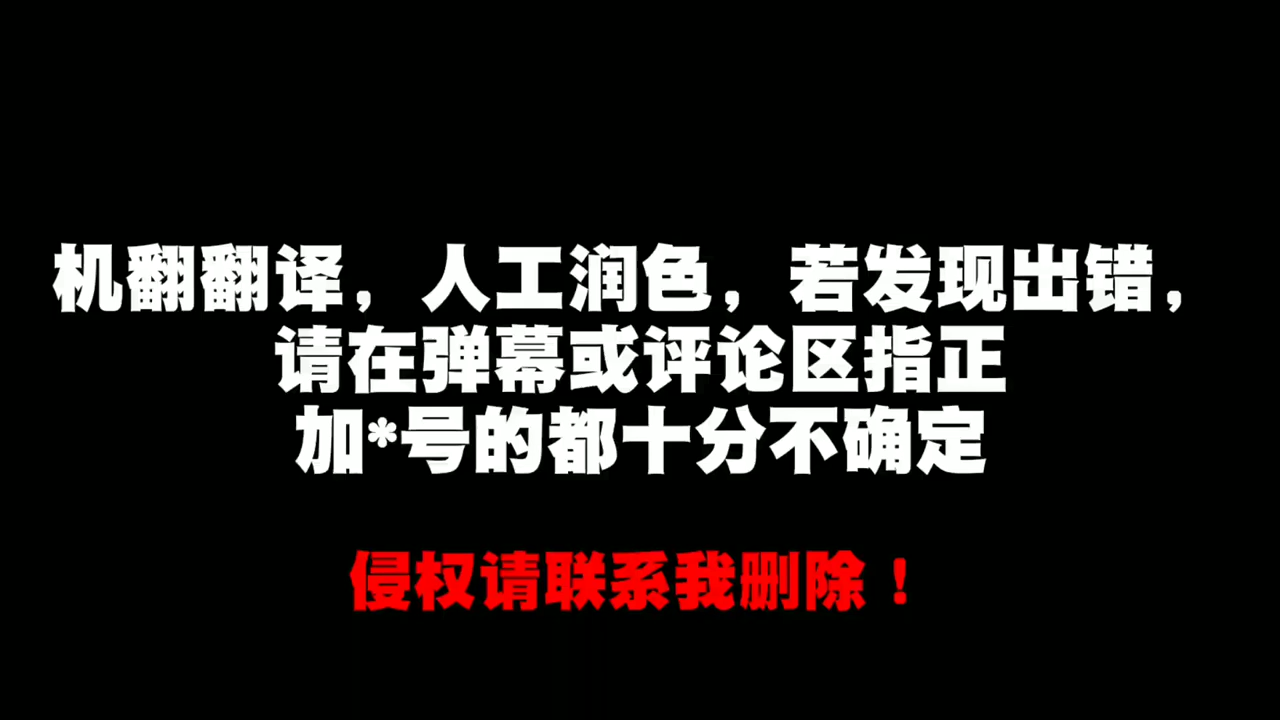 机翻翻译，人工润色，若发现出错，
请在弹幕或评论区指正
加*号的都十分不确定
侵权请联系我删除！